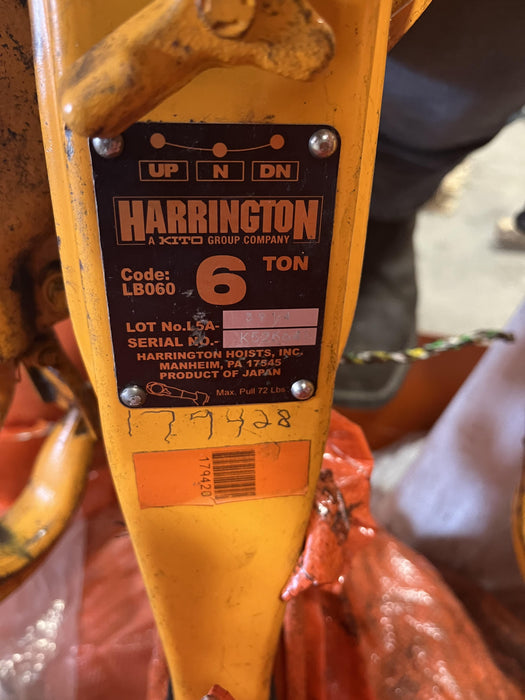 UP N DN
HARRINGTON
A KITO GROUP COMPANY
Code: LB060
6 TON
LOT No.L5A-
SERIAL NO.-
HARRINGTON HOISTS, INC.
MANHEIM, PA 17545
PRODUCT OF JAPAN
Max. Pull 72 Lbs
179428
179420